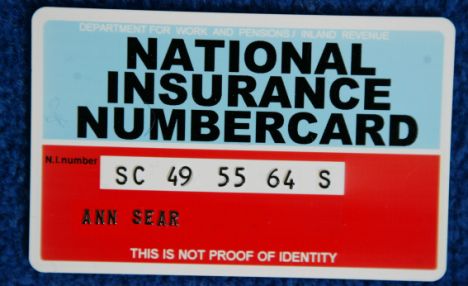 DEPARTMENT FOR WORK AND PENSIONS / INLAND REVENUE
NATIONAL
INSURANCE
NUMBERCARD
N.I. number SC 49 55 64 S
ANN SEAR
THIS IS NOT PROOF OF IDENTITY